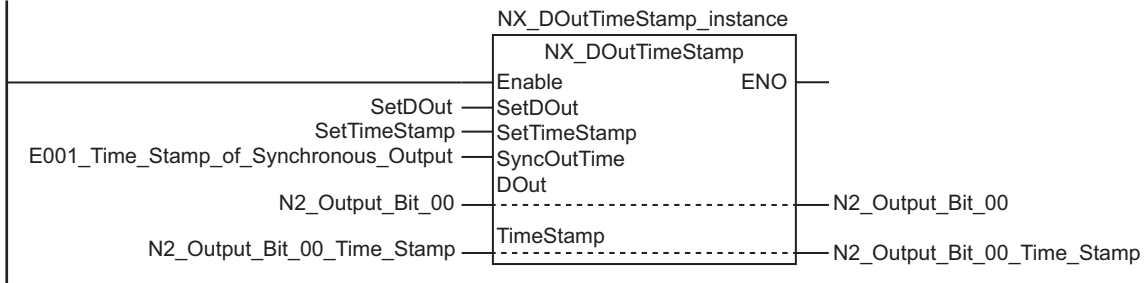 NX_DOutTimeStamp_instance
NX_DOutTimeStamp
Enable ENO
SetDOut SetDOut
SetTimeStamp SetTimeStamp
E001_Time_Stamp_of_Synchronous_Output SyncOutTime
DOut
N2_Output_Bit_00 N2_Output_Bit_00
TimeStamp
N2_Output_Bit_00_Time_Stamp N2_Output_Bit_00_Time_Stamp